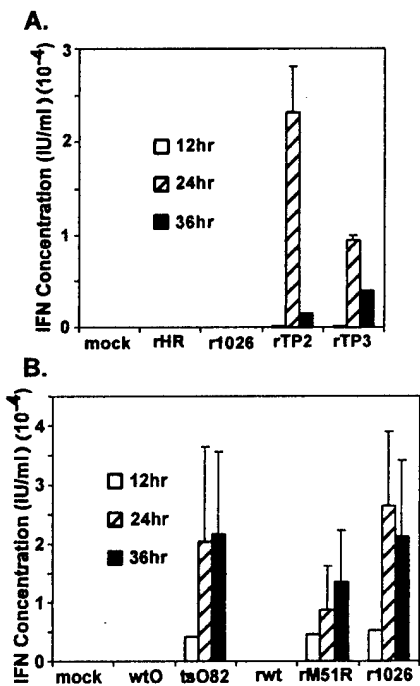 A.
IFN Concentration (IU/ml) (10⁻⁴)
3
2
1
0
12hr
24hr
36hr
mock rHR r1026 rTP2 rTP3
B.
IFN Concentration (IU/ml) (10⁻⁴)
4
3
2
1
0
12hr
24hr
36hr
mock wtO tsO82 rwt rM51R r1026